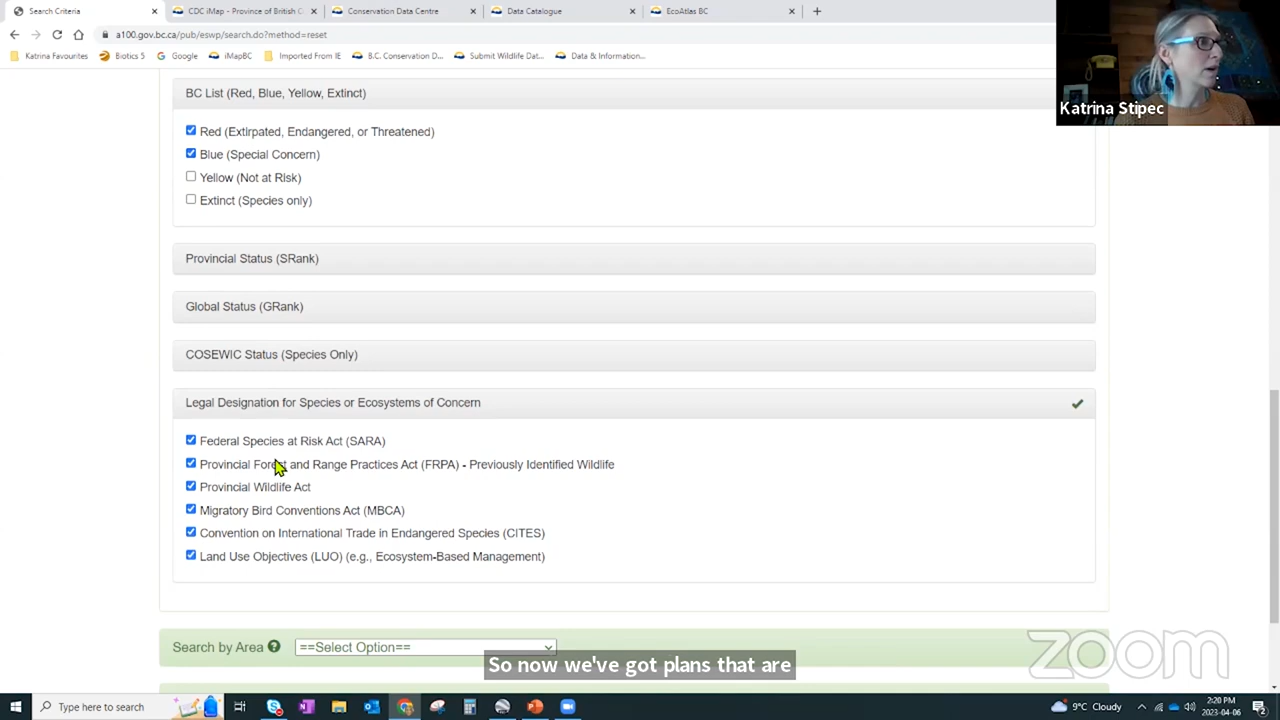 Search Criteria
CDC iMap - Province of British C
Conservation Data Centre
Data Catalogue
EcoAtlas BC
a100.gov.bc.ca/pub/eswp/search.do?method=reset
Katrina Favourites
Biotics 5
Google
iMapBC
Imported From IE
B.C. Conservation D...
Submit Wildlife Dat...
Data & Information...
Katrina Stipec
BC List (Red, Blue, Yellow, Extinct)
Red (Extirpated, Endangered, or Threatened)
Blue (Special Concern)
Yellow (Not at Risk)
Extinct (Species only)
Provincial Status (SRank)
Global Status (GRank)
COSEWIC Status (Species Only)
Legal Designation for Species or Ecosystems of Concern
Federal Species at Risk Act (SARA)
Provincial Forest and Range Practices Act (FRPA) - Previously Identified Wildlife
Provincial Wildlife Act
Migratory Bird Conventions Act (MBCA)
Convention on International Trade in Endangered Species (CITES)
Land Use Objectives (LUO) (e.g., Ecosystem-Based Management)
Search by Area
==Select Option==
zoom
So now we've got plans that are
Type here to search
9°C Cloudy
2:20 PM
2023-04-06
2